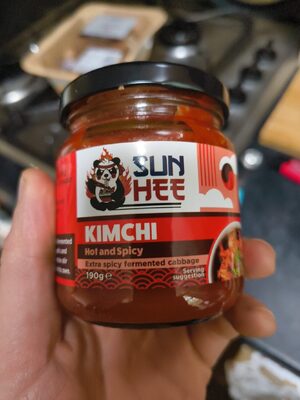 SUN
HEE
KIMCHI
Hot and Spicy
Extra spicy fermented cabbage
190g e
Serving
suggestion